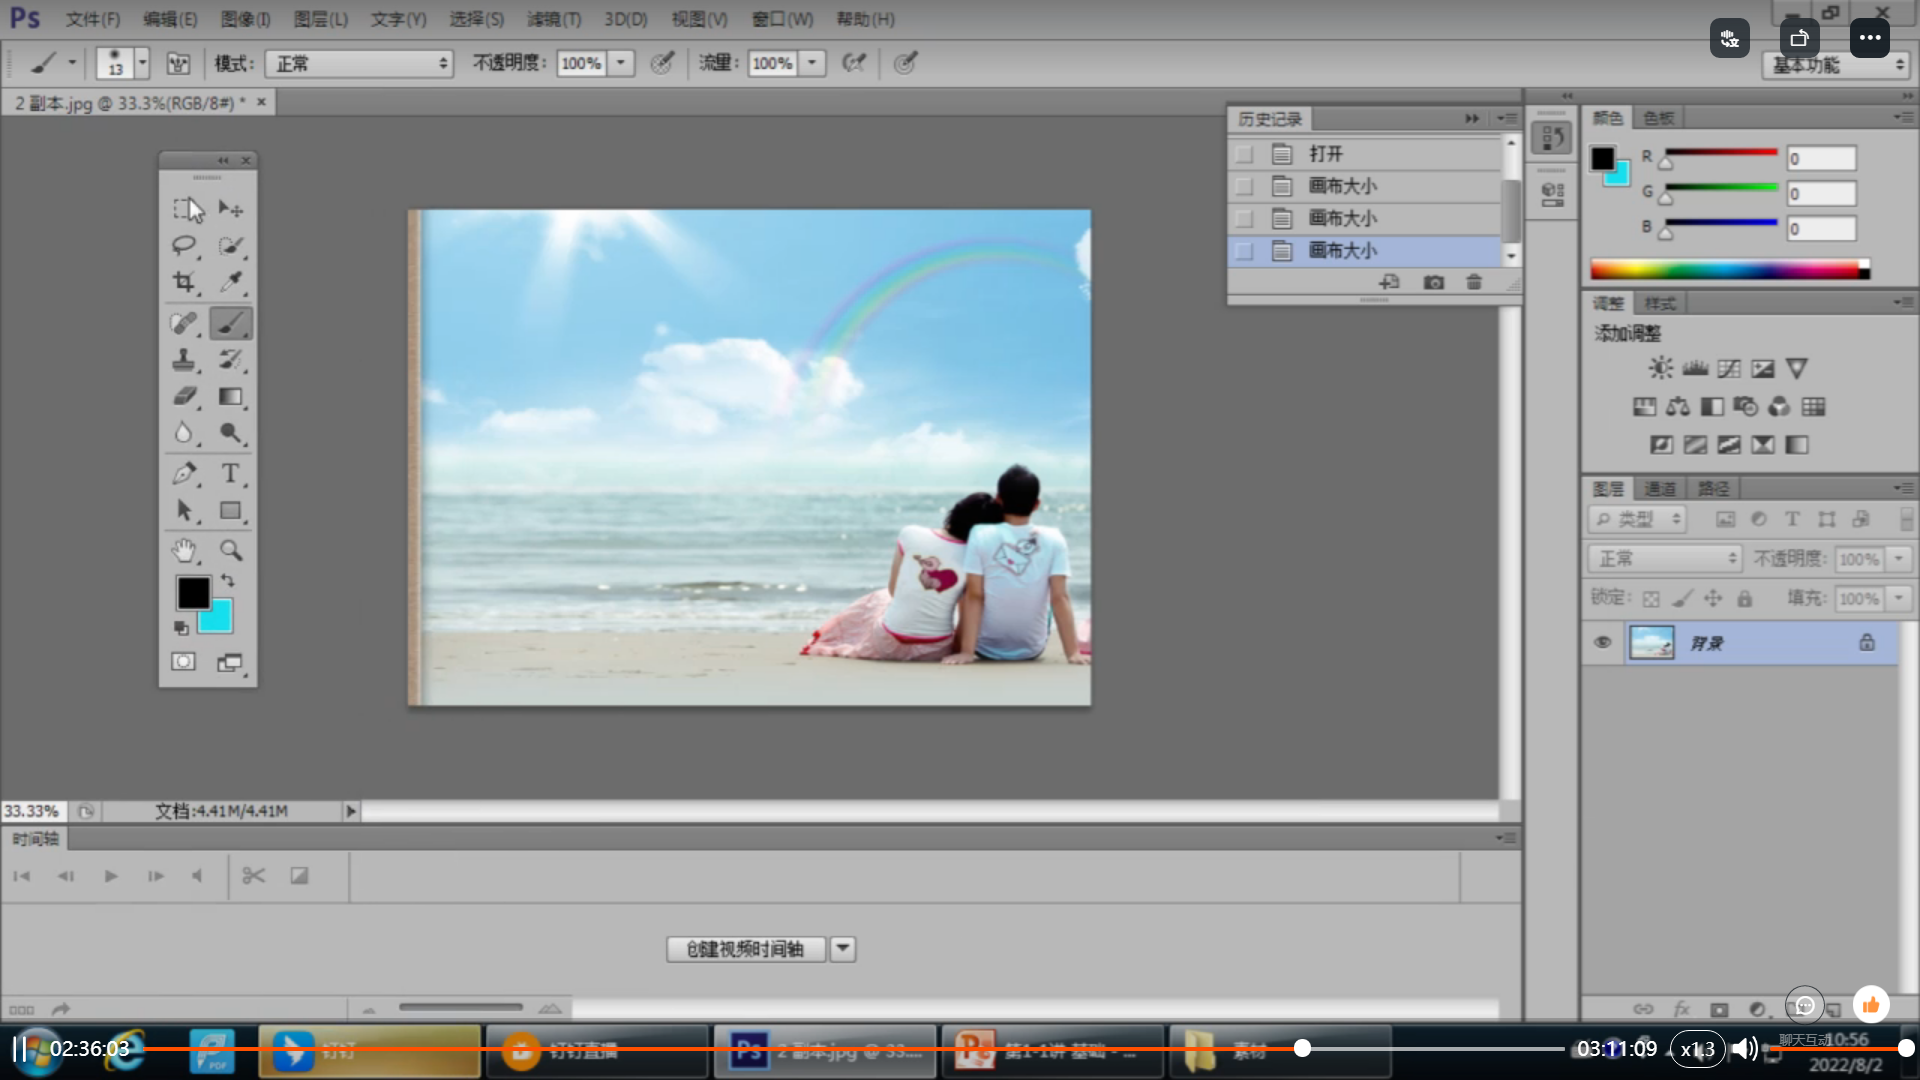 Ps 文件(F) 编辑(E) 图像(I) 图层(L) 文字(Y) 选择(S) 滤镜(T) 3D(D) 视图(V) 窗口(W) 帮助(H)
13 模式: 正常 不透明度: 100% 流量: 100% 基本功能
2 副本.jpg @ 33.3%(RGB/8#) * ×
历史记录
打开
画布大小
画布大小
画布大小
颜色 色板
R 0
G 0
B 0
调整 样式
添加调整
图层 通道 路径
类型
正常 不透明度: 100%
锁定: 填充: 100%
背景
33.33% 文档:4.41M/4.41M
时间轴
创建视频时间轴
02:36:03 钉钉 钉钉直播 Ps 2 副本.jpg @ 33.... 第1-1讲 基础 - ... 素材 03:11:09 x1.3 聊天互动 10:56
PDF
2022/8/2